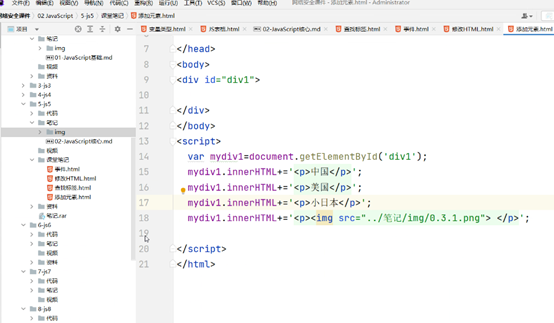 文件(F) 编辑(E) 视图(V) 导航(N) 代码(C) 重构(R) 运行(U) 工具(T) VCS(S) 窗口(W) 帮助(H) 网络安全课件 - 添加元素.html - Administrator
网络安全课件 02.JavaScript 5-js5 课堂笔记 添加元素.html
项目
变量类型.html JS表格.html 02-JavaScript核心.md 查找标签.html 事件.html 修改HTML.html 添加元素.html
笔记
img
01-JavaScript基础.md
视频
资料
3-js3
4-js4
5-js5
代码
笔记
img
02-JavaScript核心.md
视频
课堂笔记
事件.html
修改HTML.html
查找标签.html
添加元素.html
资料
笔记.rar
6-js6
代码
笔记
视频
资料
7-js7
代码
笔记
视频
资料
8-js8
代码
7 </head>
8 <body>
9 <div id="div1">
10
11 </div>
12 </body>
13 <script>
14 var mydiv1=document.getElementById('div1');
15 mydiv1.innerHTML+='<p>中国</p>';
16 mydiv1.innerHTML+='<p>美国</p>';
17 mydiv1.innerHTML+='<p>小日本</p>';
18 mydiv1.innerHTML+='<p><img src="../笔记/img/0.3.1.png"> </p>';
19
20 </script>
21 </html>